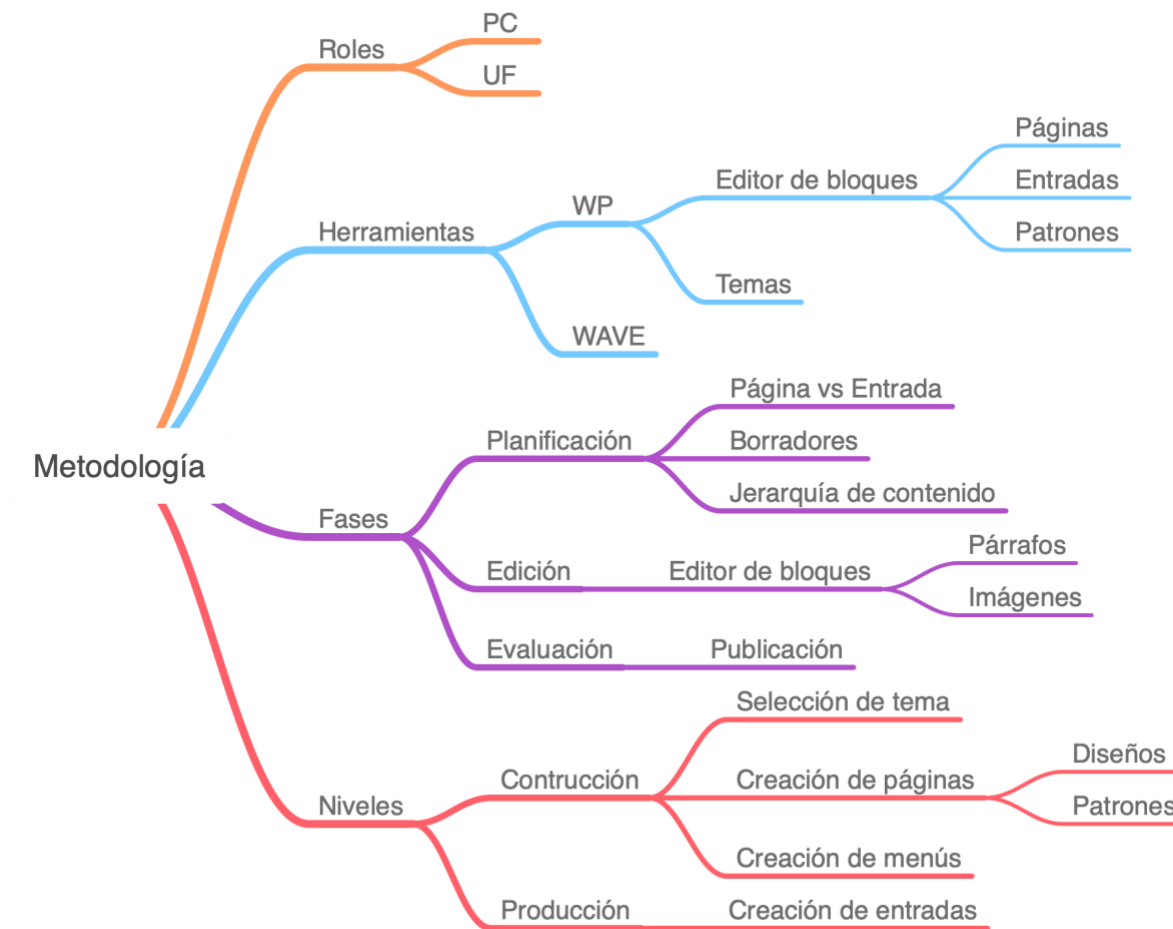 PC
Roles
UF
Páginas
Editor de bloques
Entradas
WP
Patrones
Herramientas
Temas
WAVE
Página vs Entrada
Planificación
Borradores
Metodología
Jerarquía de contenido
Fases
Párrafos
Edición
Editor de bloques
Imágenes
Evaluación
Publicación
Selección de tema
Diseños
Contrucción
Creación de páginas
Niveles
Patrones
Creación de menús
Producción
Creación de entradas